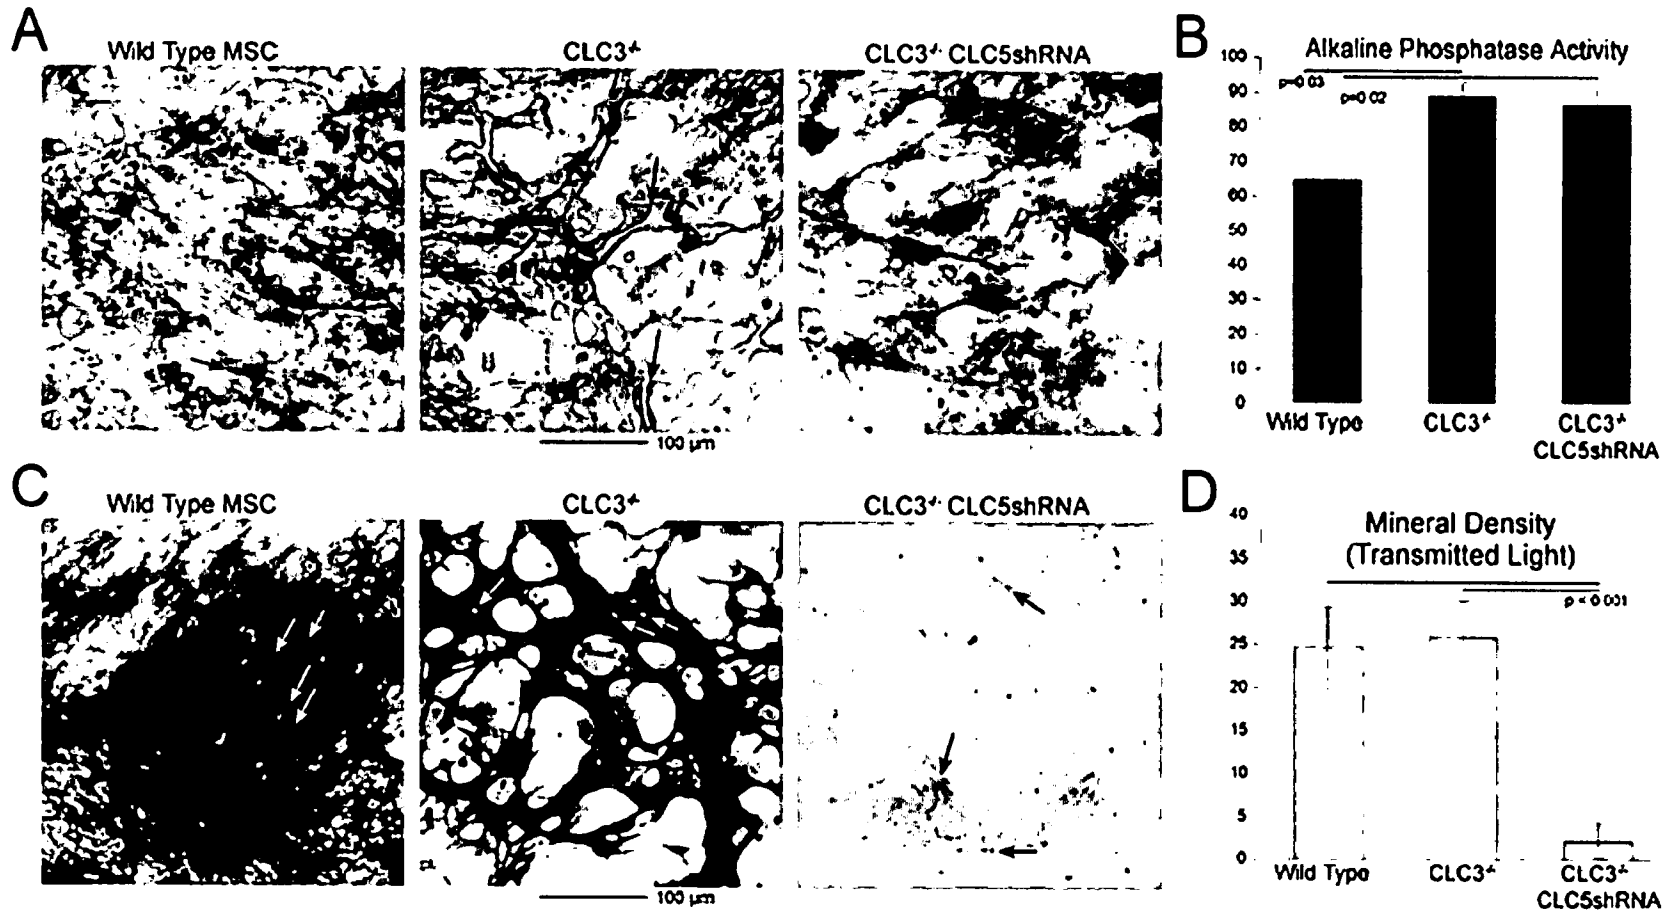 A
Wild Type MSC
CLC3-/-
CLC3-/- CLC5shRNA
100 µm
B
Alkaline Phosphatase Activity
p=0.03
p=0.02
100
90
80
70
60
50
40
30
20
10
0
Wild Type
CLC3-/-
CLC3-/-
CLC5shRNA
C
Wild Type MSC
CLC3-/-
CLC3-/- CLC5shRNA
100 µm
D
Mineral Density
(Transmitted Light)
p < 0.001
40
35
30
25
20
15
10
5
0
Wild Type
CLC3-/-
CLC3-/-
CLC5shRNA